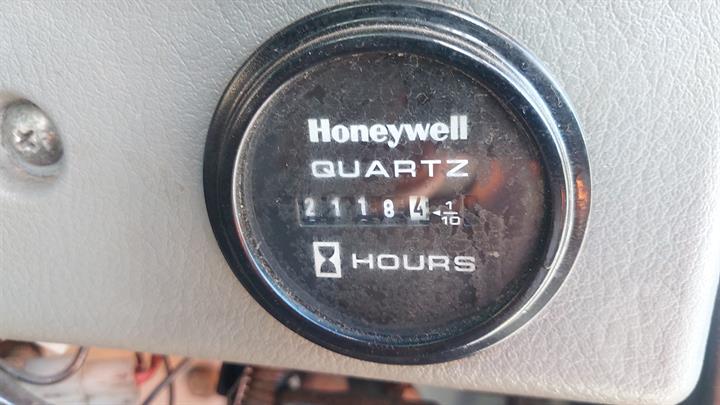 Honeywell
QUARTZ
21184 ◄1/10
HOURS